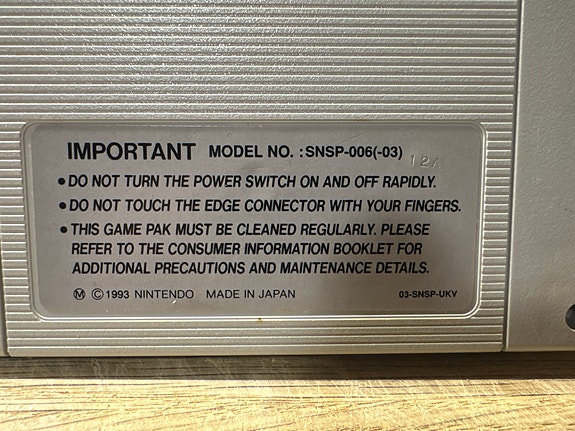 IMPORTANT MODEL NO. :SNSP-006(-03) 12A
• DO NOT TURN THE POWER SWITCH ON AND OFF RAPIDLY.
• DO NOT TOUCH THE EDGE CONNECTOR WITH YOUR FINGERS.
• THIS GAME PAK MUST BE CLEANED REGULARLY. PLEASE
REFER TO THE CONSUMER INFORMATION BOOKLET FOR
ADDITIONAL PRECAUTIONS AND MAINTENANCE DETAILS.
Ⓜ ©1993 NINTENDO MADE IN JAPAN 03-SNSP-UKV